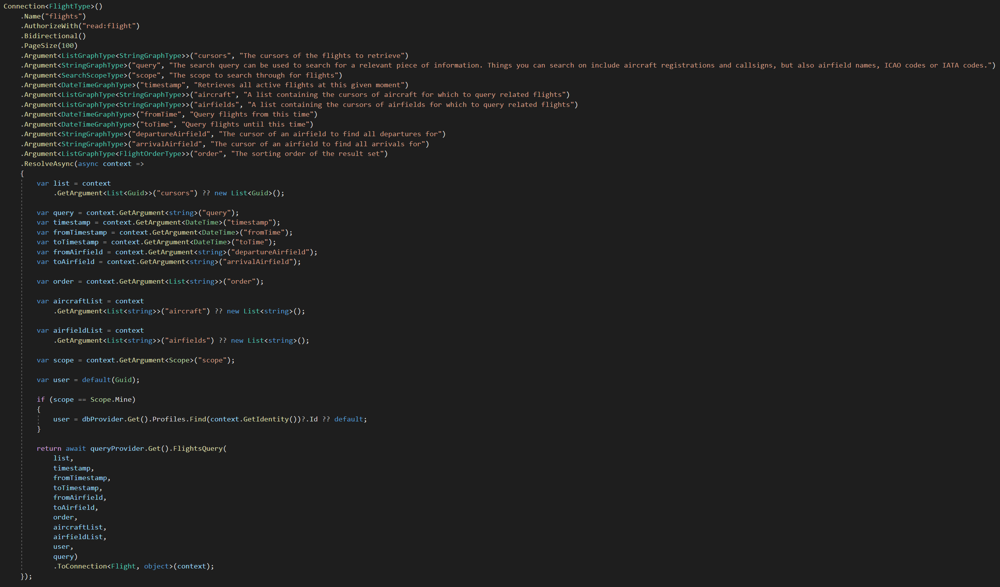 Connection<FlightType>()
    .Name("flights")
    .AuthorizeWith("read:flight")
    .Bidirectional()
    .PageSize(100)
    .Argument<ListGraphType<StringGraphType>>("cursors", "The cursors of the flights to retrieve")
    .Argument<StringGraphType>("query", "The search query can be used to search for a relevant piece of information. Things you can search on include aircraft registrations and callsigns, but also airfield names, ICAO codes or IATA codes.")
    .Argument<SearchScopeType>("scope", "The scope to search through for flights")
    .Argument<DateTimeGraphType>("timestamp", "Retrieves all active flights at this given moment")
    .Argument<ListGraphType<StringGraphType>>("aircraft", "A list containing the cursors of aircraft for which to query related flights")
    .Argument<ListGraphType<StringGraphType>>("airfields", "A list containing the cursors of airfields for which to query related flights")
    .Argument<DateTimeGraphType>("fromTime", "Query flights from this time")
    .Argument<DateTimeGraphType>("toTime", "Query flights until this time")
    .Argument<StringGraphType>("departureAirfield", "The cursor of an airfield to find all departures for")
    .Argument<StringGraphType>("arrivalAirfield", "The cursor of an airfield to find all arrivals for")
    .Argument<ListGraphType<FlightOrderType>>("order", "The sorting order of the result set")
    .ResolveAsync(async context =>
    {
        var list = context
            .GetArgument<List<Guid>>("cursors") ?? new List<Guid>();

        var query = context.GetArgument<string>("query");
        var timestamp = context.GetArgument<DateTime>("timestamp");
        var fromTimestamp = context.GetArgument<DateTime>("fromTime");
        var toTimestamp = context.GetArgument<DateTime>("toTime");
        var fromAirfield = context.GetArgument<string>("departureAirfield");
        var toAirfield = context.GetArgument<string>("arrivalAirfield");

        var order = context.GetArgument<List<string>>("order");

        var aircraftList = context
            .GetArgument<List<string>>("aircraft") ?? new List<string>();

        var airfieldList = context
            .GetArgument<List<string>>("airfields") ?? new List<string>();

        var scope = context.GetArgument<Scope>("scope");

        var user = default(Guid);

        if (scope == Scope.Mine)
        {
            user = dbProvider.Get().Profiles.Find(context.GetIdentity())?.Id ?? default;
        }

        return await queryProvider.Get().FlightsQuery(
            list,
            timestamp,
            fromTimestamp,
            toTimestamp,
            fromAirfield,
            toAirfield,
            order,
            aircraftList,
            airfieldList,
            user,
            query)
            .ToConnection<Flight, object>(context);
    });